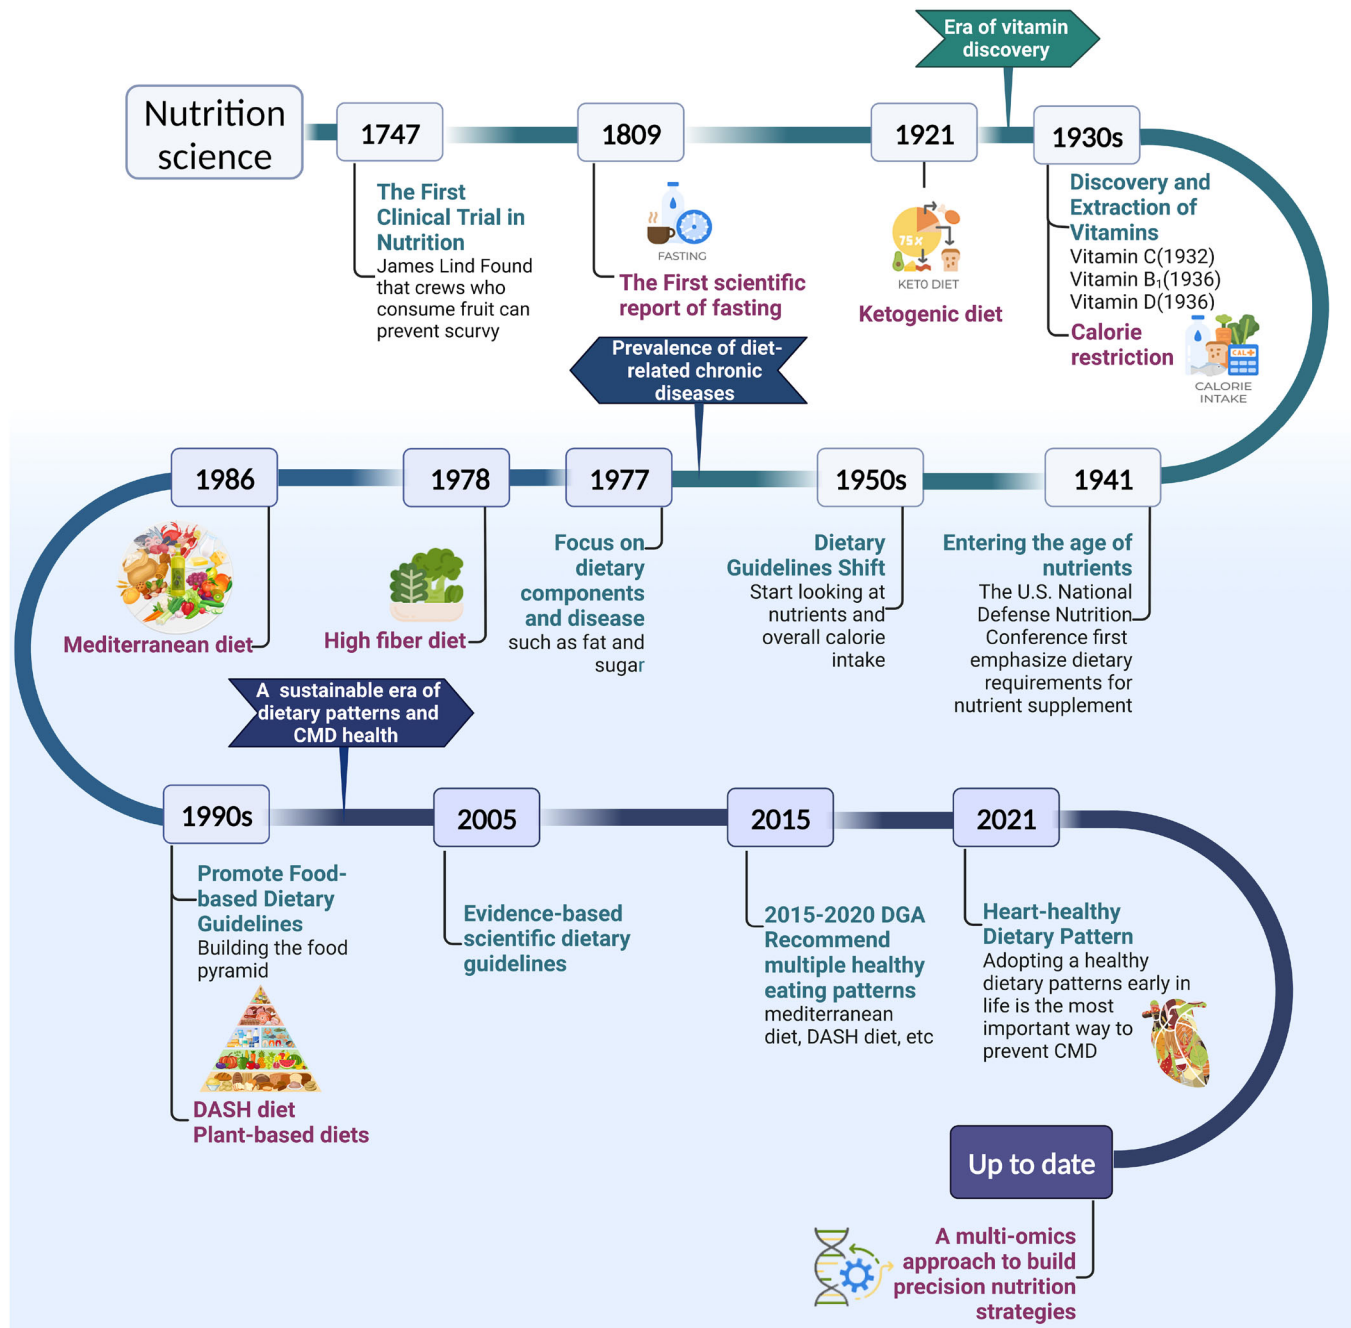 Era of vitamin
discovery
Nutrition
science
1747
1809
1921
1930s
The First
Clinical Trial in
Nutrition
James Lind Found
that crews who
consume fruit can
prevent scurvy
FASTING
The First scientific
report of fasting
75%
KETO DIET
Ketogenic diet
Discovery and
Extraction of
Vitamins
Vitamin C(1932)
Vitamin B₁(1936)
Vitamin D(1936)
Calorie
restriction
CAL+
CALORIE
INTAKE
Prevalence of diet-
related chronic
diseases
1986
1978
1977
1950s
1941
Mediterranean diet
High fiber diet
Focus on
dietary
components
and disease
such as fat and
sugar
Dietary
Guidelines Shift
Start looking at
nutrients and
overall calorie
intake
Entering the age of
nutrients
The U.S. National
Defense Nutrition
Conference first
emphasize dietary
requirements for
nutrient supplement
A sustainable era of
dietary patterns and
CMD health
1990s
2005
2015
2021
Promote Food-
based Dietary
Guidelines
Building the food
pyramid
DASH diet
Plant-based diets
Evidence-based
scientific dietary
guidelines
2015-2020 DGA
Recommend
multiple healthy
eating patterns
mediterranean
diet, DASH diet, etc
Heart-healthy
Dietary Pattern
Adopting a healthy
dietary patterns early in
life is the most
important way to
prevent CMD
Up to date
A multi-omics
approach to build
precision nutrition
strategies